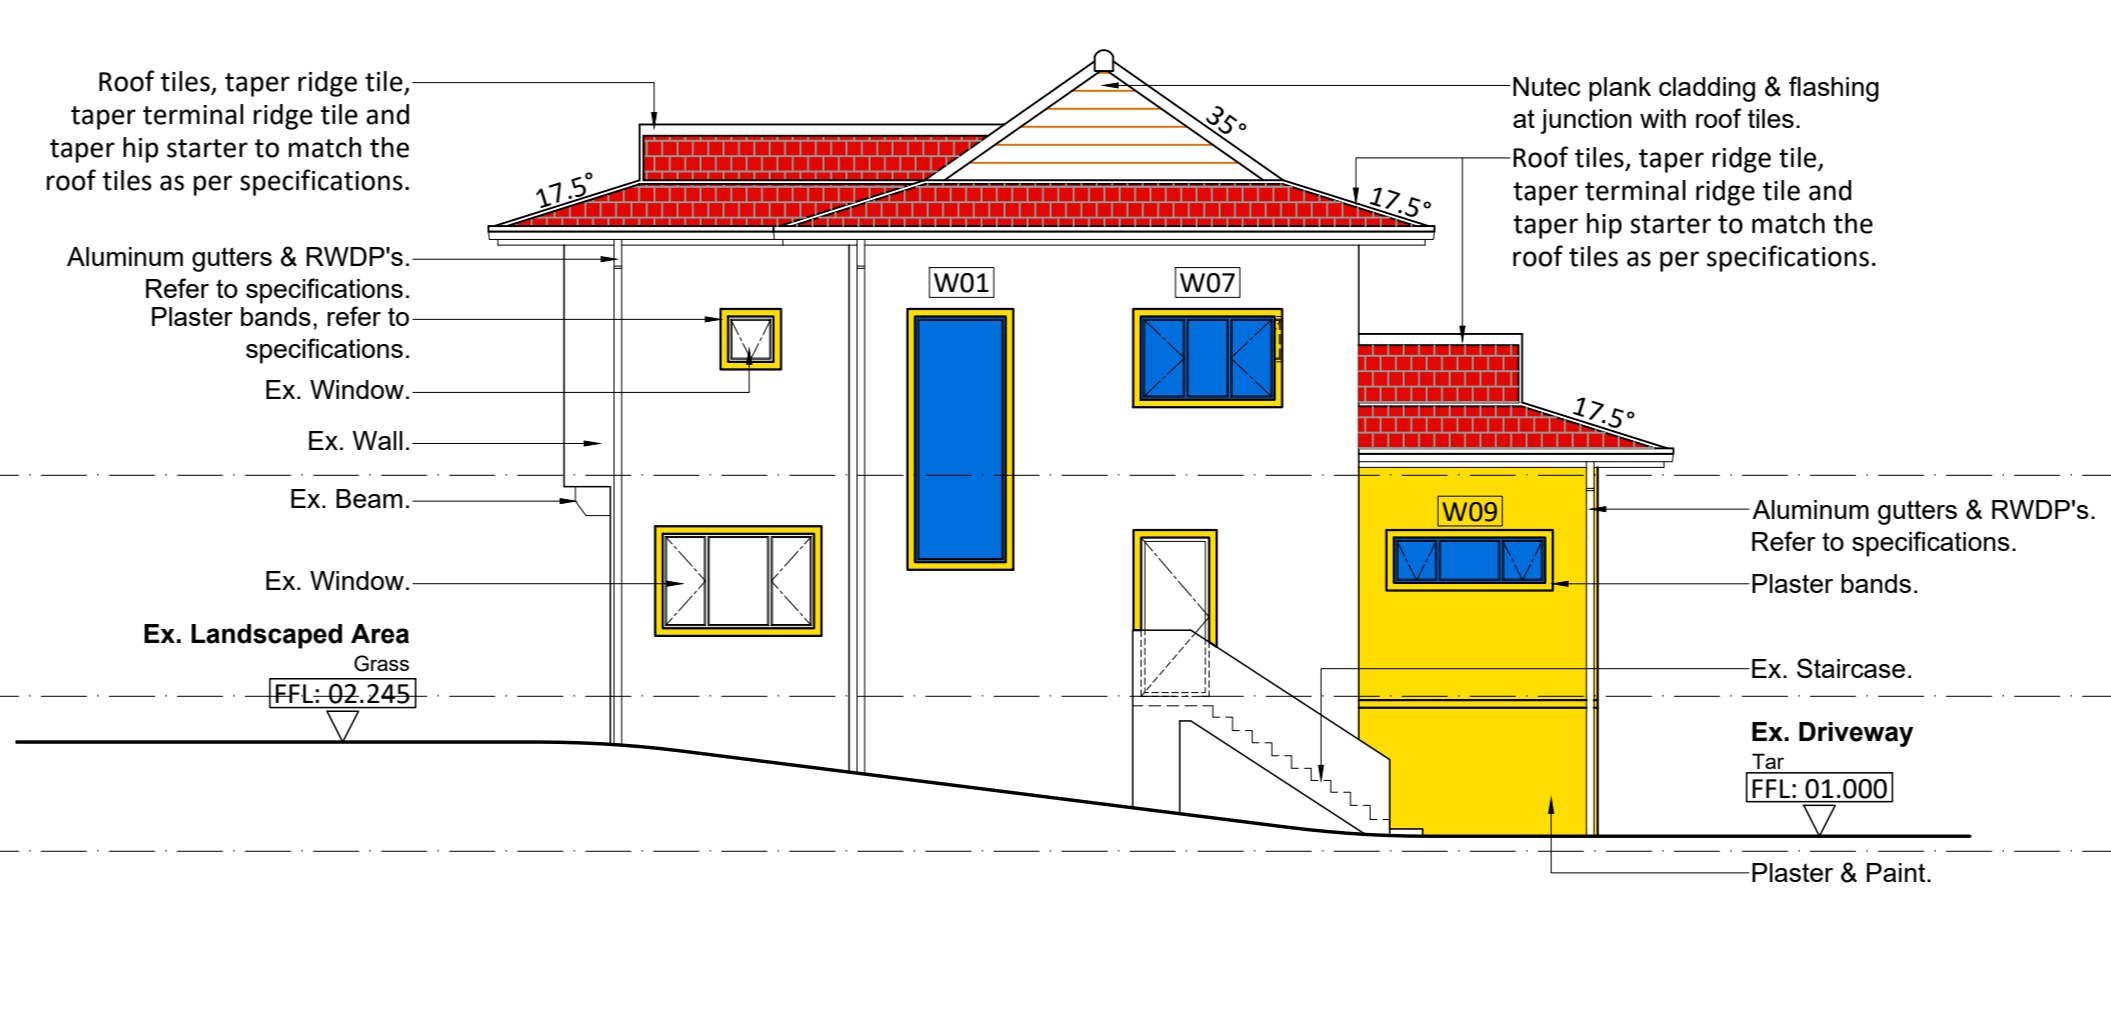 Roof tiles, taper ridge tile,
taper terminal ridge tile and
taper hip starter to match the
roof tiles as per specifications.
17.5°
Aluminum gutters & RWDP's.
Refer to specifications.
Plaster bands, refer to
specifications.
Ex. Window.
Ex. Wall.
Ex. Beam.
Ex. Window.
Ex. Landscaped Area
Grass
FFL: 02.245
35°
17.5°
W01
W07
Nutec plank cladding & flashing
at junction with roof tiles.
Roof tiles, taper ridge tile,
taper terminal ridge tile and
taper hip starter to match the
roof tiles as per specifications.
17.5°
W09
Aluminum gutters & RWDP's.
Refer to specifications.
Plaster bands.
Ex. Staircase.
Ex. Driveway
Tar
FFL: 01.000
Plaster & Paint.